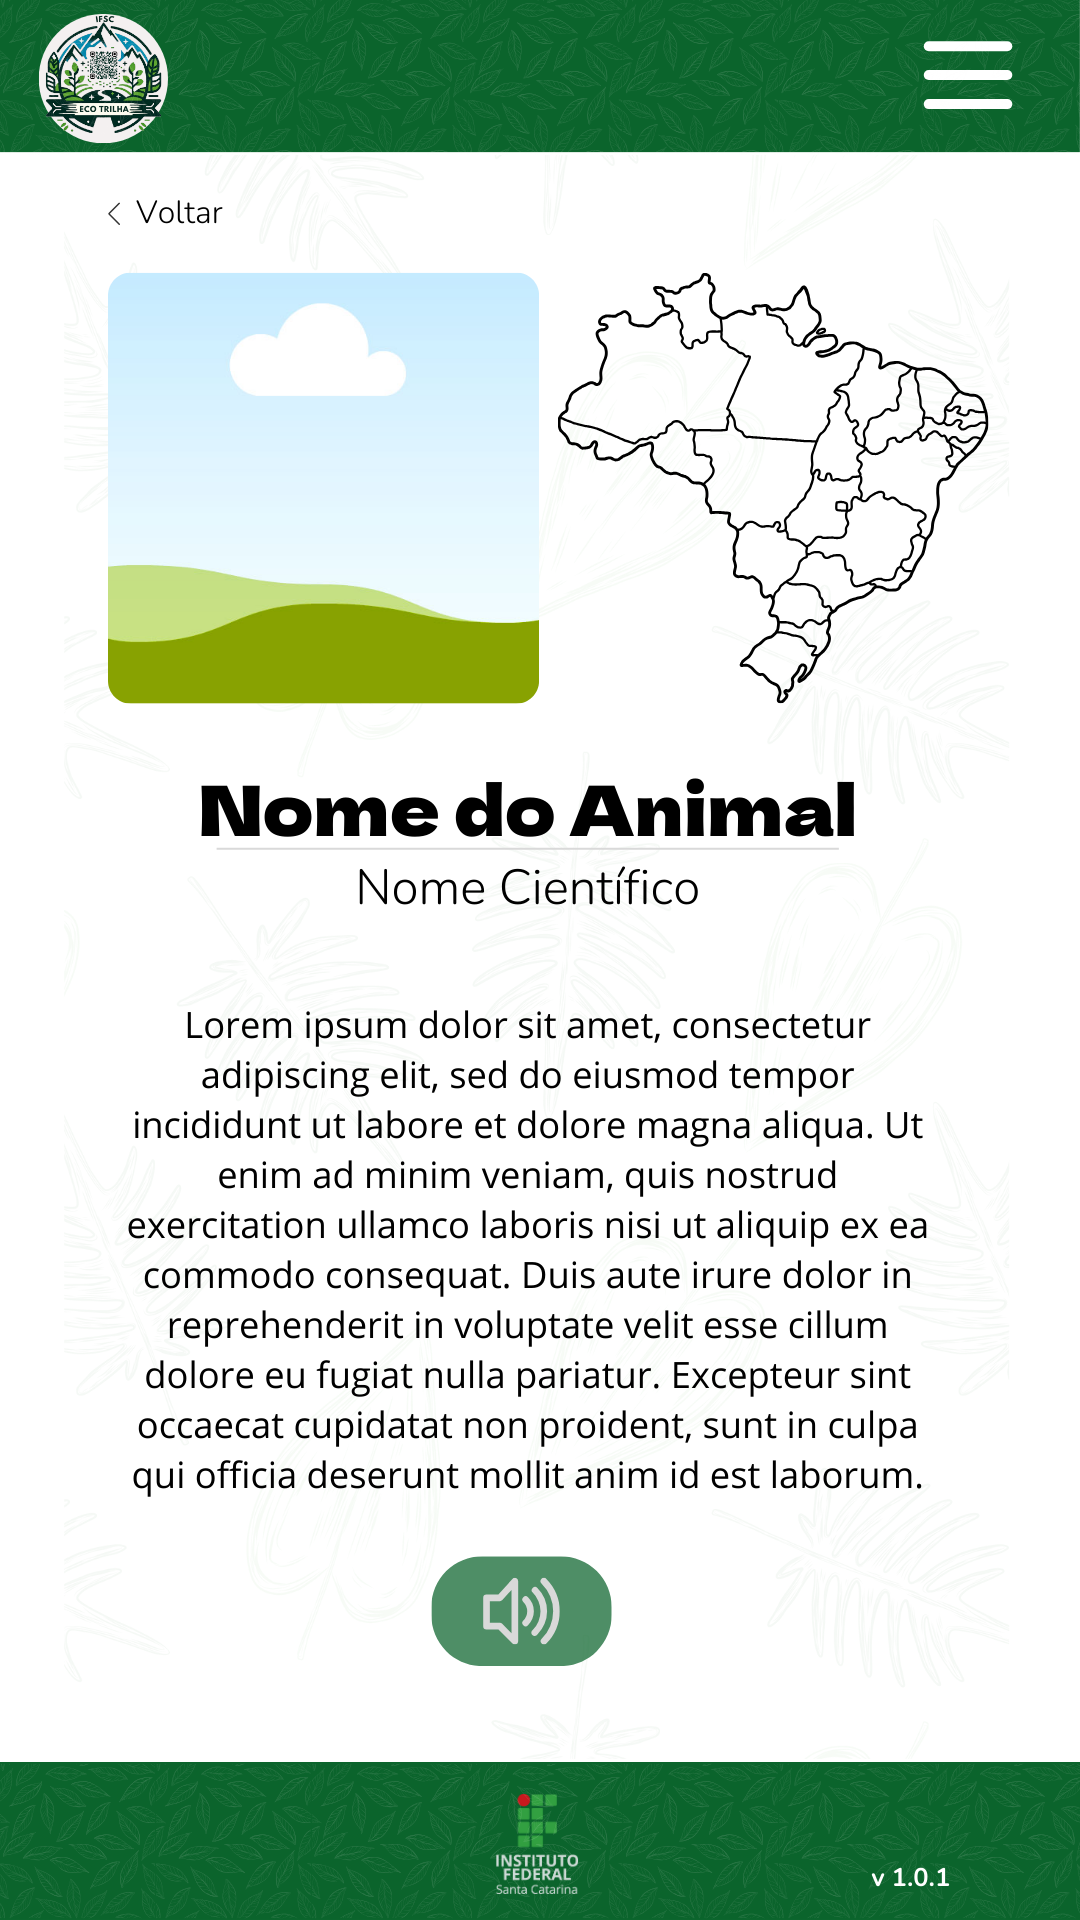 IFSC
ECO TRILHA
Voltar
Nome do Animal
Nome Científico
Lorem ipsum dolor sit amet, consectetur
adipiscing elit, sed do eiusmod tempor
incididunt ut labore et dolore magna aliqua. Ut
enim ad minim veniam, quis nostrud
exercitation ullamco laboris nisi ut aliquip ex ea
commodo consequat. Duis aute irure dolor in
reprehenderit in voluptate velit esse cillum
dolore eu fugiat nulla pariatur. Excepteur sint
occaecat cupidatat non proident, sunt in culpa
qui officia deserunt mollit anim id est laborum.
INSTITUTO
FEDERAL
Santa Catarina
v 1.0.1